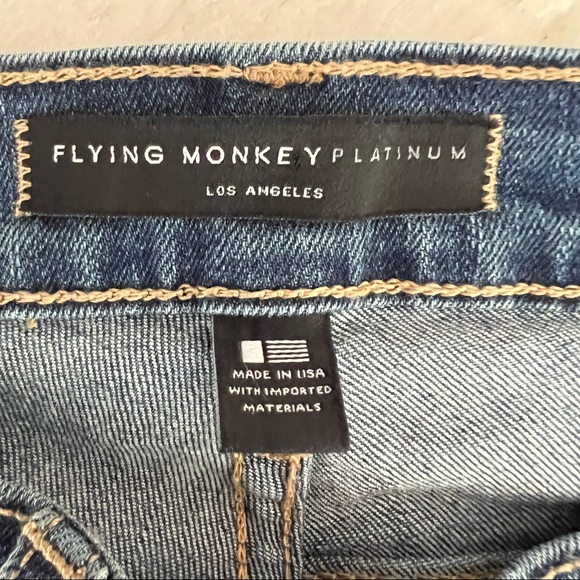 FLYING MONKEY PLATINUM
LOS ANGELES
MADE IN USA
WITH IMPORTED
MATERIALS